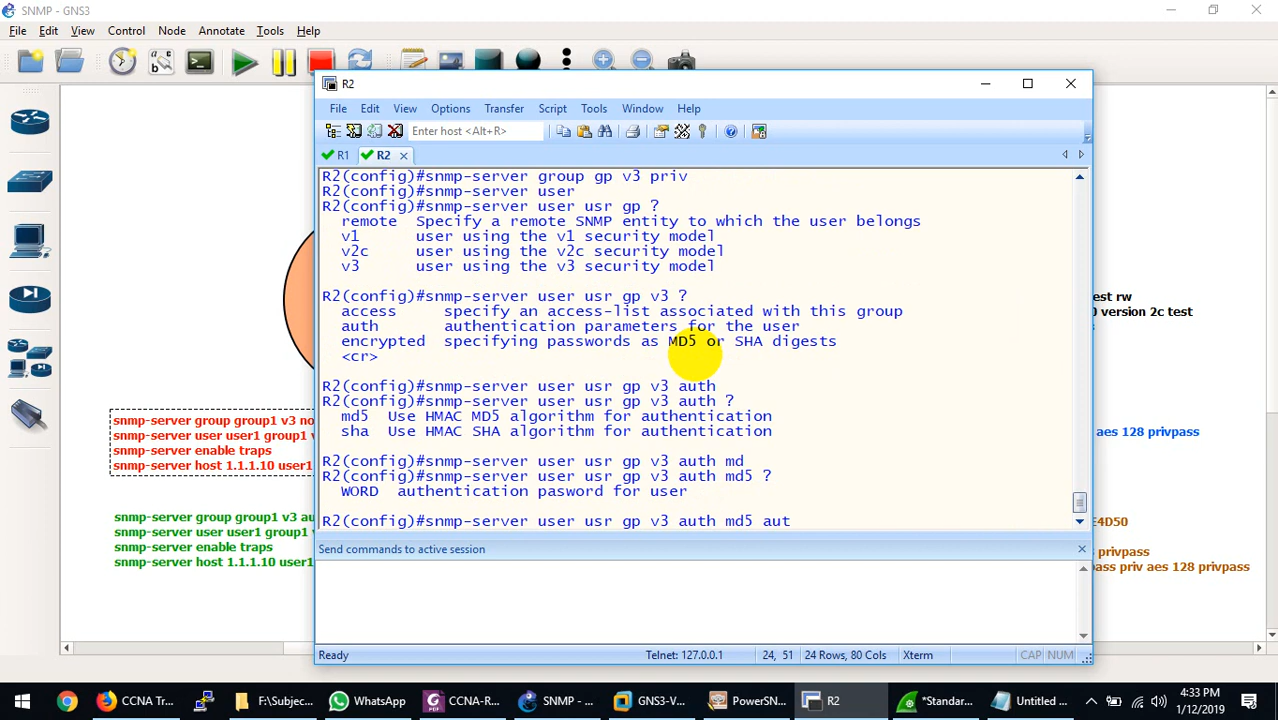 SNMP - GNS3
File Edit View Control Node Annotate Tools Help
R2
File Edit View Options Transfer Script Tools Window Help
Enter host <Alt+R>
R1 R2
R2(config)#snmp-server group gp v3 priv
R2(config)#snmp-server user
R2(config)#snmp-server user usr gp ?
remote Specify a remote SNMP entity to which the user belongs
v1 user using the v1 security model
v2c user using the v2c security model
v3 user using the v3 security model
R2(config)#snmp-server user usr gp v3 ?
access specify an access-list associated with this group
auth authentication parameters for the user
encrypted specifying passwords as MD5 or SHA digests
<cr>
R2(config)#snmp-server user usr gp v3 auth
R2(config)#snmp-server user usr gp v3 auth ?
md5 Use HMAC MD5 algorithm for authentication
sha Use HMAC SHA algorithm for authentication
R2(config)#snmp-server user usr gp v3 auth md
R2(config)#snmp-server user usr gp v3 auth md5 ?
WORD authentication pasword for user
R2(config)#snmp-server user usr gp v3 auth md5 aut
Send commands to active session
Ready Telnet: 127.0.0.1 24, 51 24 Rows, 80 Cols Xterm CAP NUM
snmp-server group group1 v3 no
snmp-server user user1 group1 v
snmp-server enable traps
snmp-server host 1.1.1.10 user1
snmp-server group group1 v3 au
snmp-server user user1 group1 v
snmp-server enable traps
snmp-server host 1.1.1.10 user1
est rw
0 version 2c test
aes 128 privpass
E4D50
privpass
pass priv aes 128 privpass
CCNA Tr...
F:\Subjec...
WhatsApp
CCNA-R...
SNMP - ...
GNS3-V...
PowerSN...
R2
*Standar...
Untitled ...
4:33 PM
1/12/2019